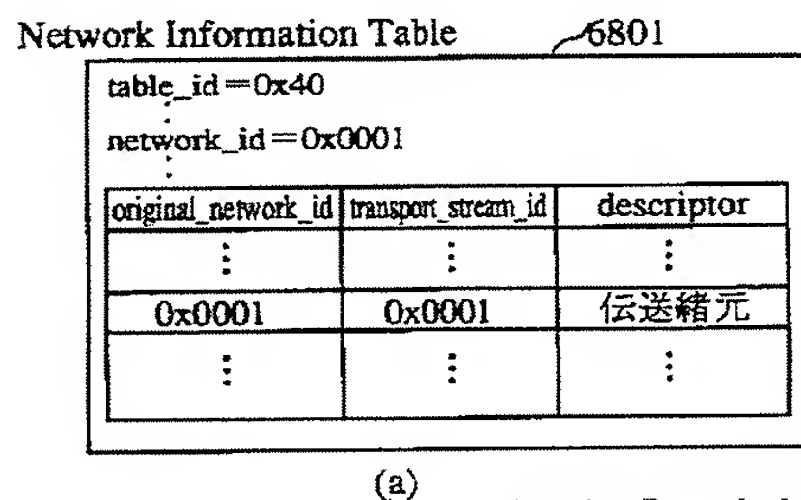 Network Information Table 6801
table_id=0x40
network_id=0x0001
original_network_id transport_stream_id descriptor
⋮ ⋮ ⋮
0x0001 0x0001 伝送緒元
⋮ ⋮ ⋮
(a)